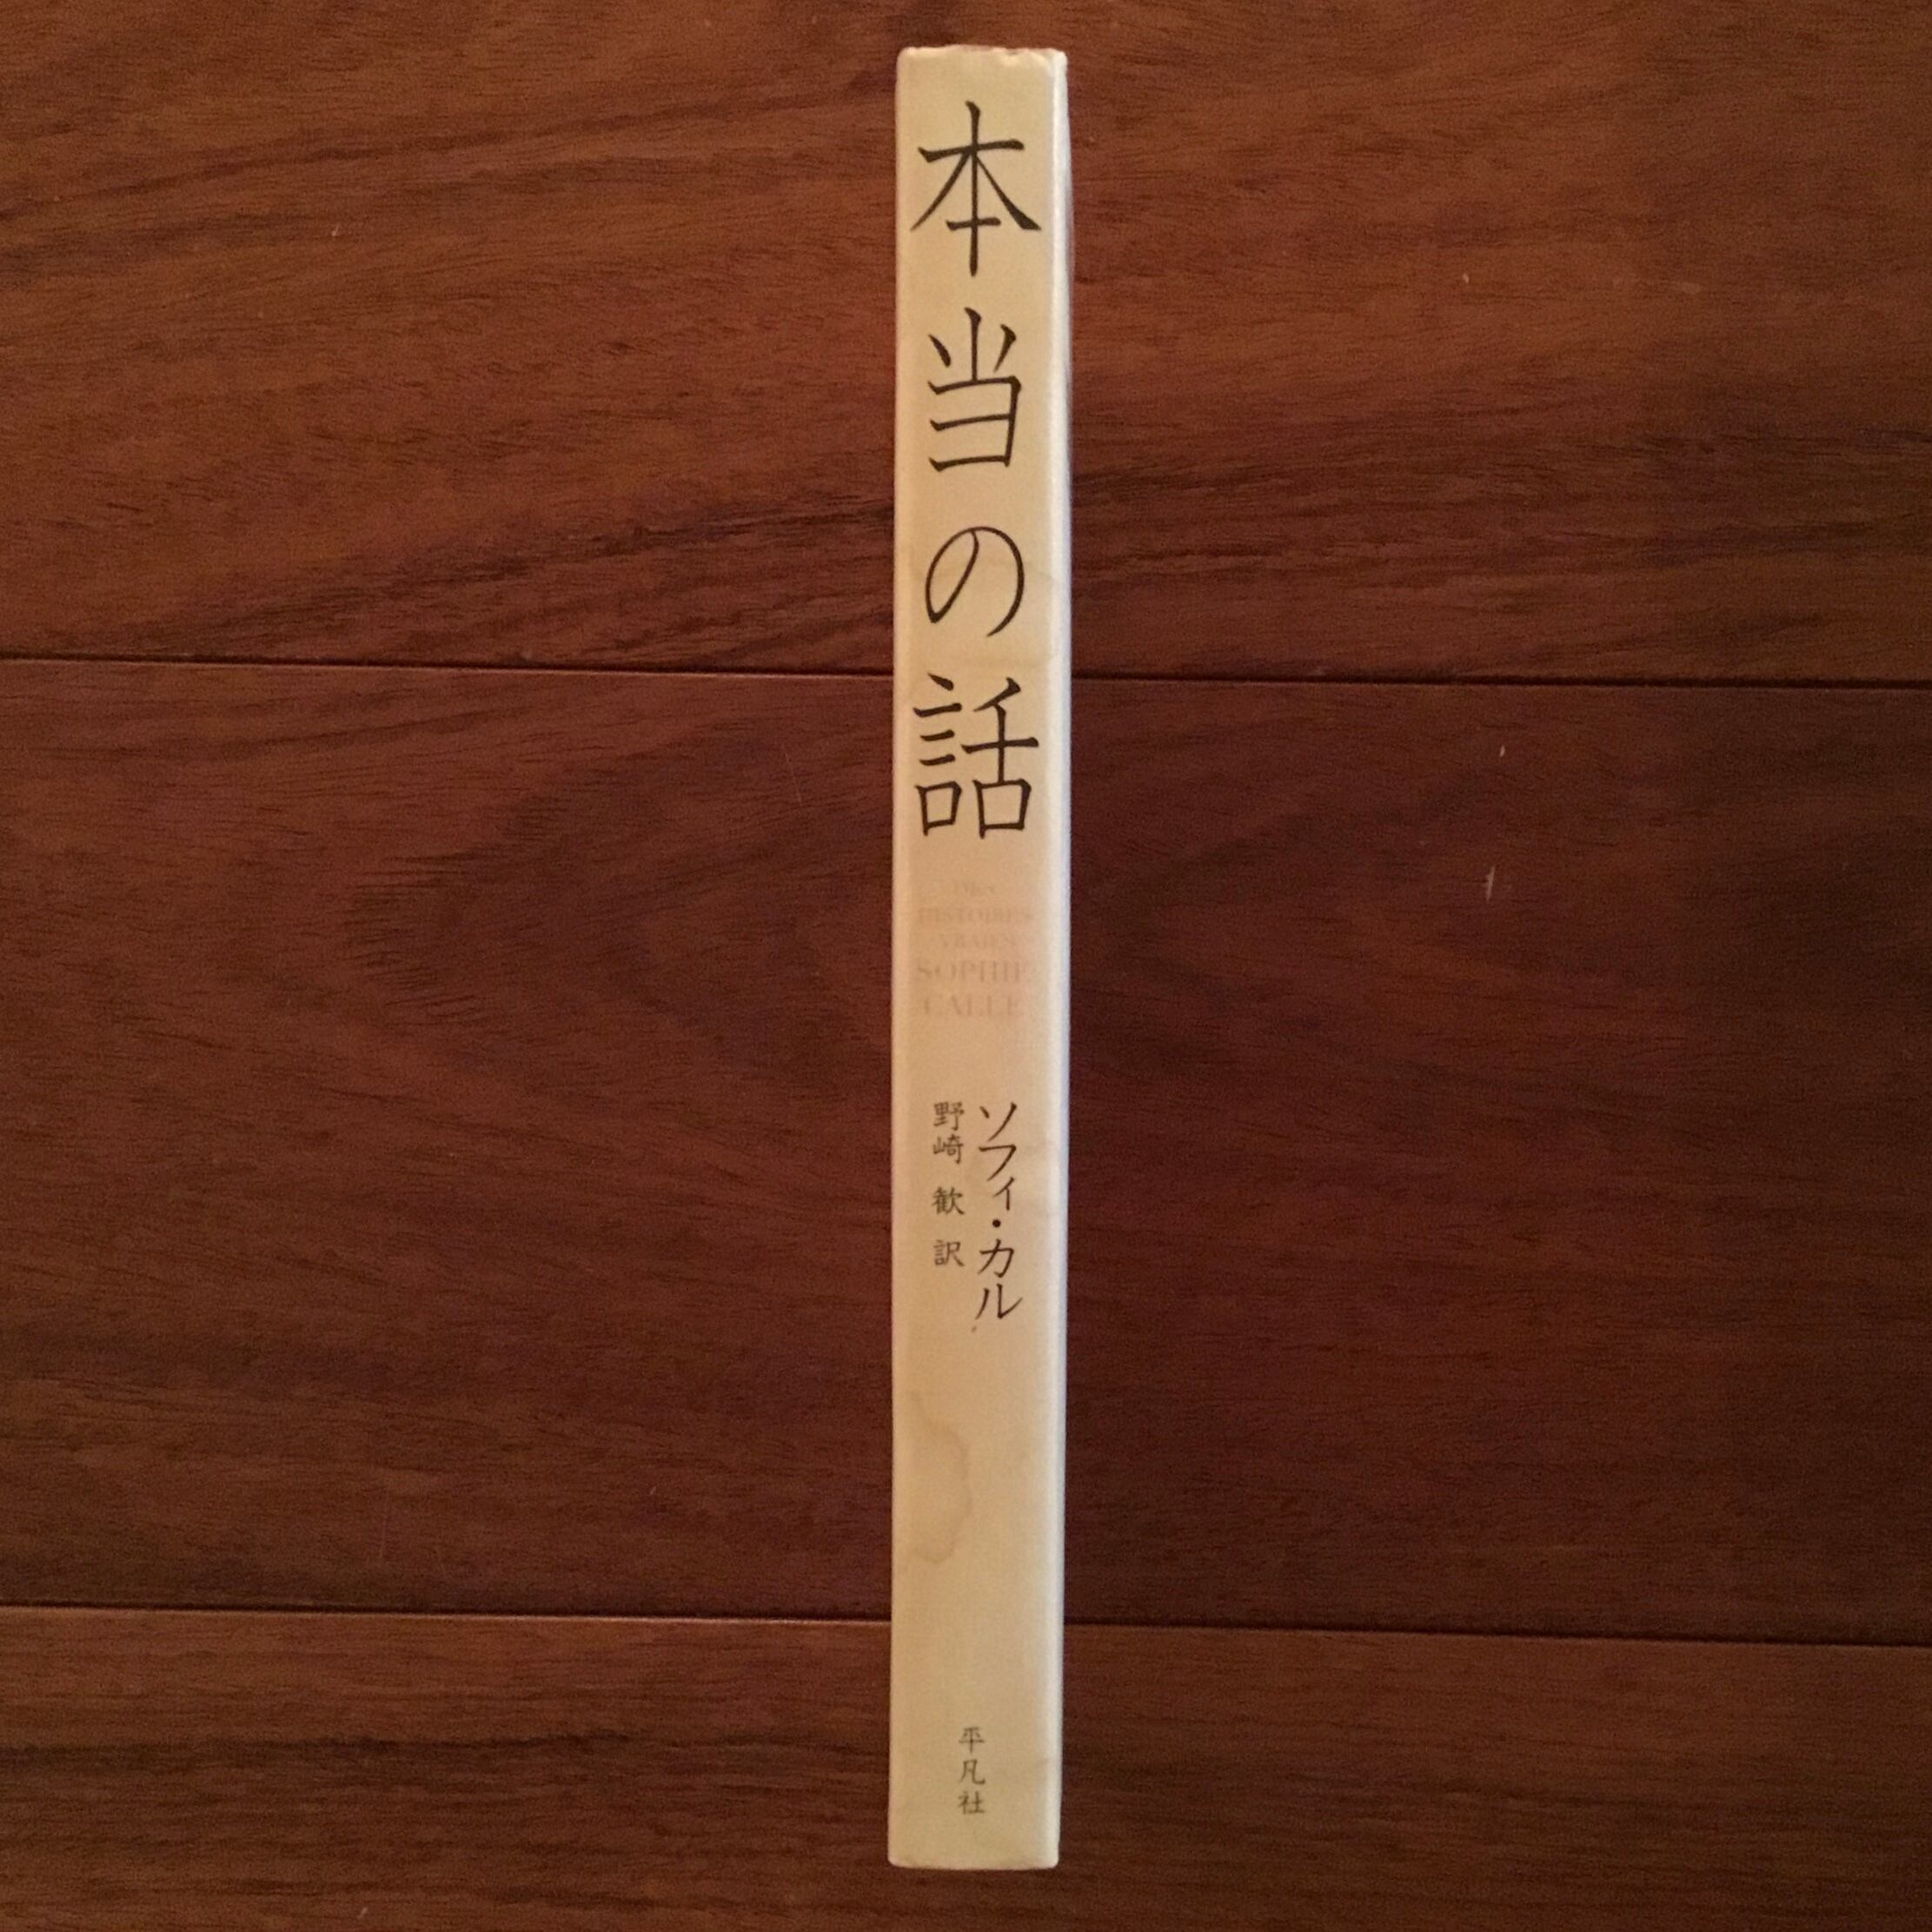 本当の話
Des
HISTOIRES
VRAIES
SOPHIE
CALLE
ソフィ・カル
野崎 歓 訳
平凡社